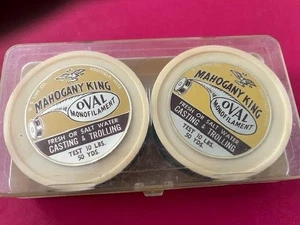 MAHOGANY KING
OVAL
MONOFILAMENT
FRESH OR SALT WATER
CASTING & TROLLING
TEST 10 LBS.
50 YDS.
MAHOGANY KING
OVAL
MONOFILAMENT
FRESH OR SALT WATER
CASTING & TROLLING
TEST 10 LBS.
50 YDS.